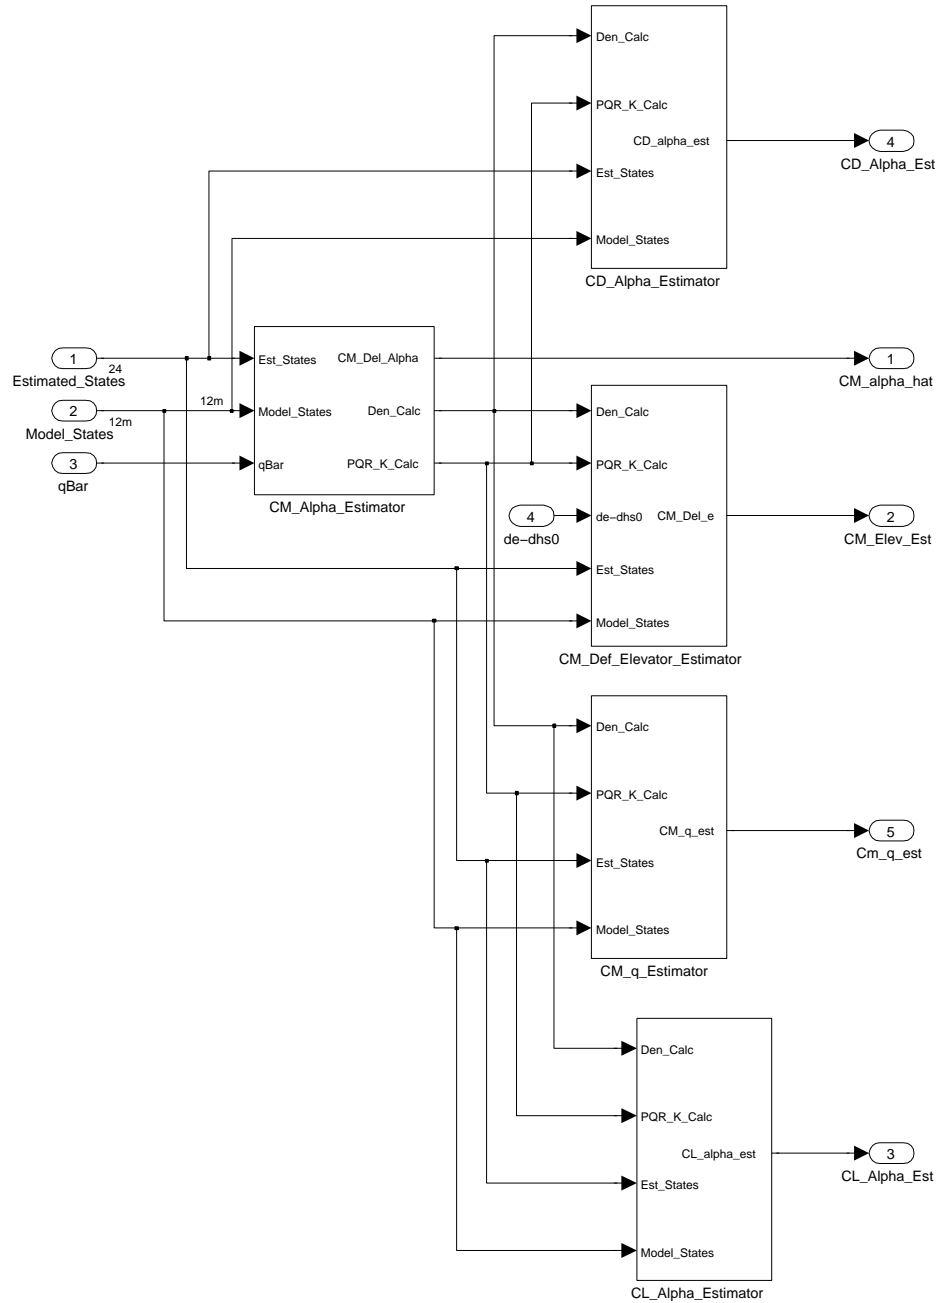 Den_Calc
PQR_K_Calc
CD_alpha_est
4
CD_Alpha_Est
Est_States
Model_States
CD_Alpha_Estimator
1
24
Estimated_States
Est_States
CM_Del_Alpha
1
CM_alpha_hat
2
12m
Model_States
12m
Model_States
Den_Calc
Den_Calc
3
qBar
qBar
PQR_K_Calc
CM_Alpha_Estimator
PQR_K_Calc
4
de−dhs0
de−dhs0
CM_Del_e
2
CM_Elev_Est
Est_States
Model_States
CM_Def_Elevator_Estimator
Den_Calc
PQR_K_Calc
CM_q_est
5
Cm_q_est
Est_States
Model_States
CM_q_Estimator
Den_Calc
PQR_K_Calc
CL_alpha_est
3
CL_Alpha_Est
Est_States
Model_States
CL_Alpha_Estimator